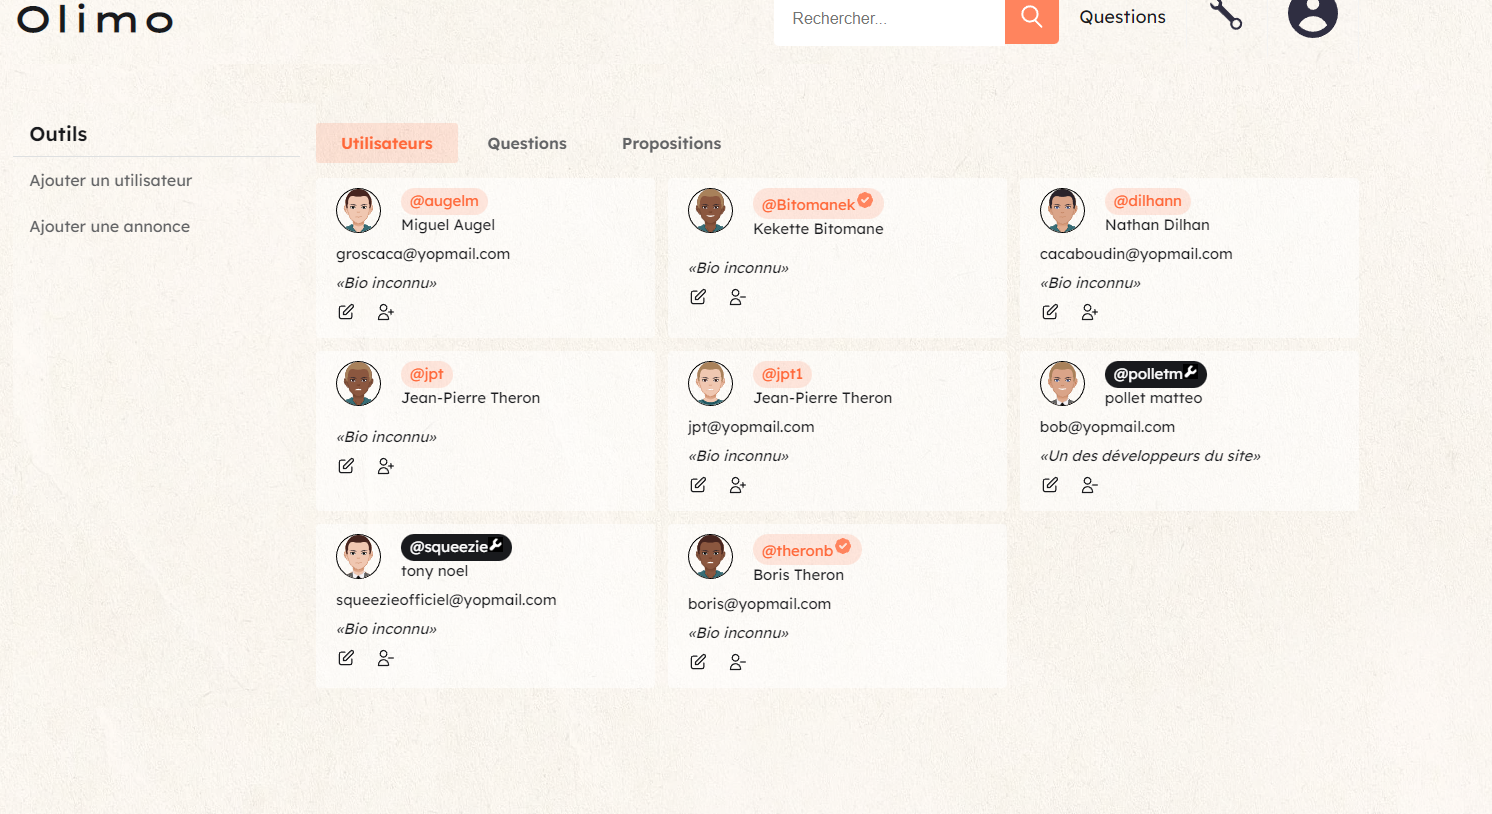 Olimo
Rechercher...
Questions
Outils
Ajouter un utilisateur
Ajouter une annonce
Utilisateurs Questions Propositions
@augelm
Miguel Augel
groscaca@yopmail.com
«Bio inconnu»
@Bitomanek
Kekette Bitomane
«Bio inconnu»
@dilhann
Nathan Dilhan
cacaboudin@yopmail.com
«Bio inconnu»
@jpt
Jean-Pierre Theron
«Bio inconnu»
@jpt1
Jean-Pierre Theron
jpt@yopmail.com
«Bio inconnu»
@polletm
pollet matteo
bob@yopmail.com
«Un des développeurs du site»
@squeezie
tony noel
squeezieofficiel@yopmail.com
«Bio inconnu»
@theronb
Boris Theron
boris@yopmail.com
«Bio inconnu»